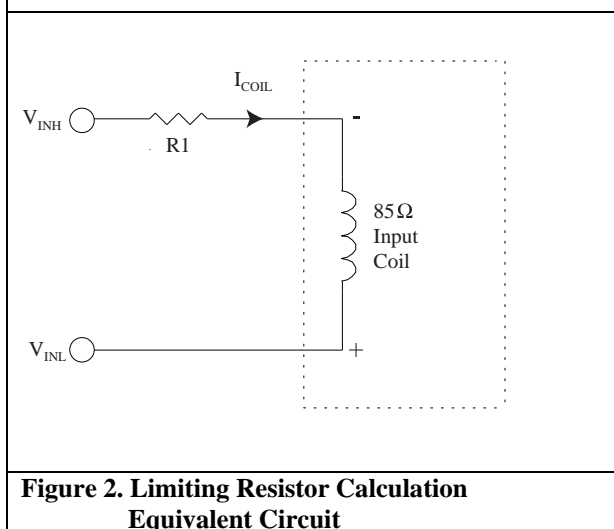 I_COIL
V_INH
R1
-
85Ω
Input
Coil
V_INL
+
Figure 2. Limiting Resistor Calculation
Equivalent Circuit